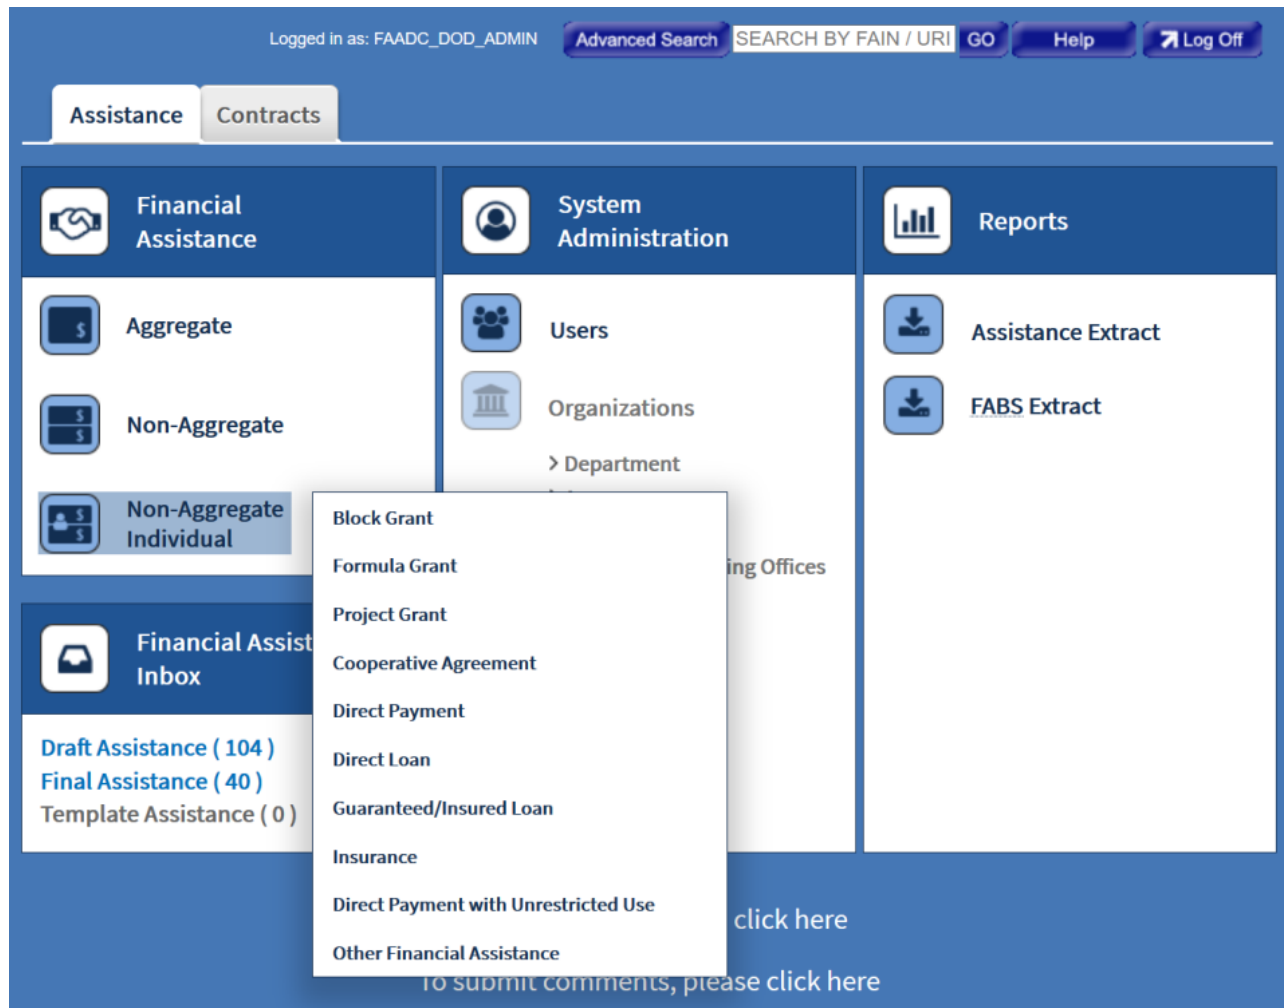 Logged in as: FAADC_DOD_ADMIN
Advanced Search
SEARCH BY FAIN / URI
GO
Help
Log Off
Assistance
Contracts
Financial
Assistance
Aggregate
$
Non-Aggregate
$
$
Non-Aggregate
Individual
$
$
System
Administration
Users
Organizations
> Department
ing Offices
Reports
Assistance Extract
FABS Extract
Block Grant
Formula Grant
Project Grant
Cooperative Agreement
Direct Payment
Direct Loan
Guaranteed/Insured Loan
Insurance
Direct Payment with Unrestricted Use
Other Financial Assistance
Financial Assist
Inbox
Draft Assistance ( 104 )
Final Assistance ( 40 )
Template Assistance ( 0 )
click here
To submit comments, please click here